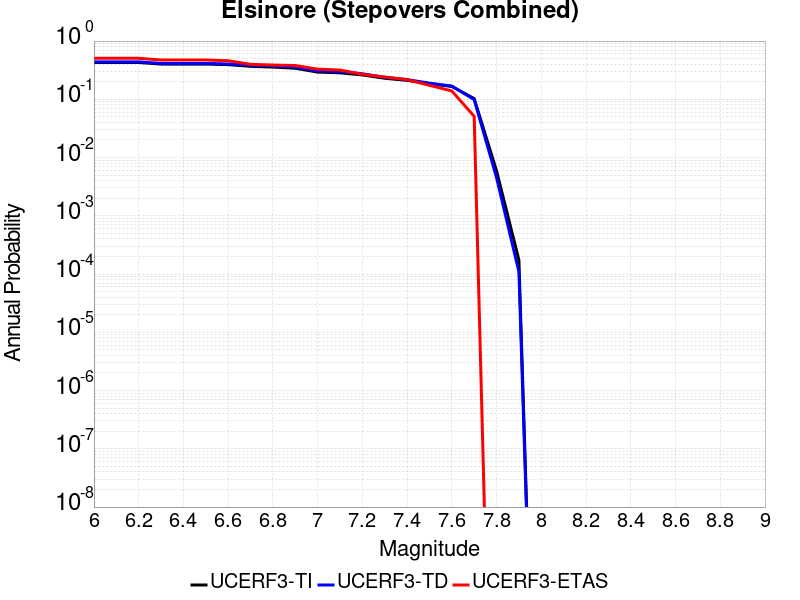 Elsinore (Stepovers Combined)
10^0
10^-1
10^-2
10^-3
10^-4
10^-5
10^-6
10^-7
10^-8
Annual Probability
6 6.2 6.4 6.6 6.8 7 7.2 7.4 7.6 7.8 8 8.2 8.4 8.6 8.8 9
Magnitude
UCERF3-TI UCERF3-TD UCERF3-ETAS